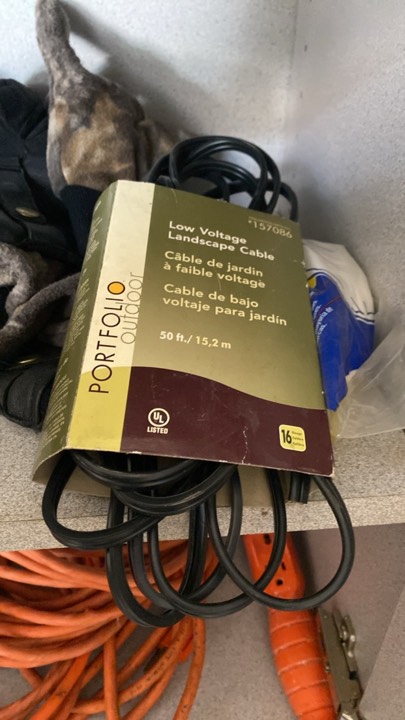 #157086
Low Voltage
Landscape Cable
Câble de jardin
à faible voltage
Cable de bajo
voltaje para jardín
50 ft./ 15,2 m
PORTFOLIO
outdoor
UL
LISTED
16